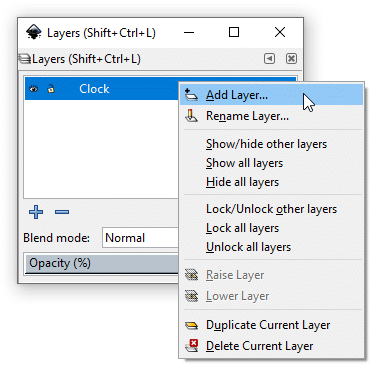 Layers (Shift+Ctrl+L)
Layers (Shift+Ctrl+L)
Clock
Add Layer...
Rename Layer...
Show/hide other layers
Show all layers
Hide all layers
Lock/Unlock other layers
Lock all layers
Unlock all layers
Raise Layer
Lower Layer
Duplicate Current Layer
Delete Current Layer
Blend mode: Normal
Opacity (%)